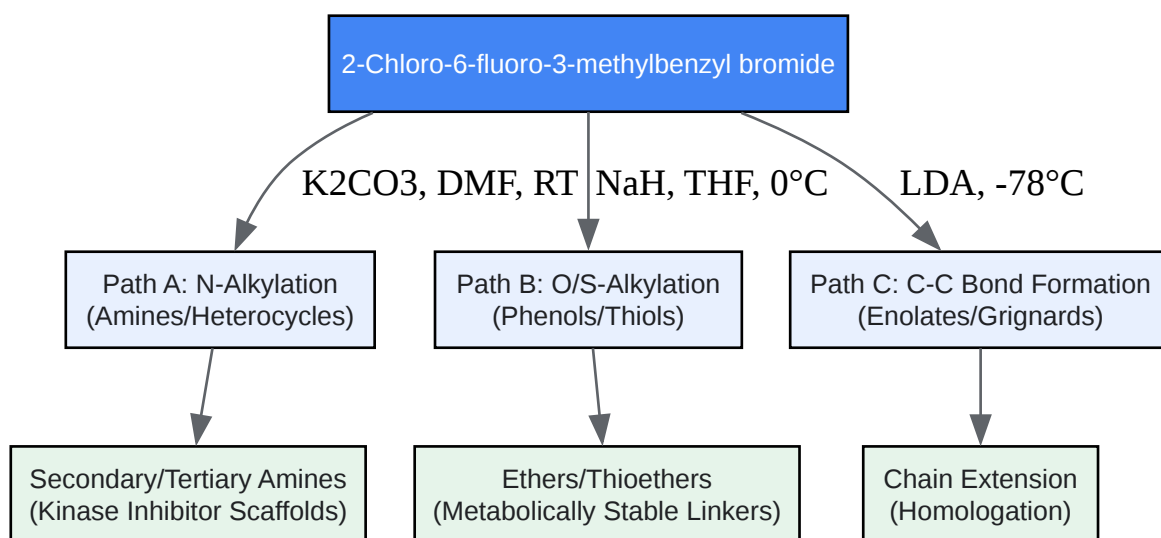 2-Chloro-6-fluoro-3-methylbenzyl bromide
K2CO3, DMF, RT
NaH, THF, 0°C
LDA, -78°C
Path A: N-Alkylation
(Amines/Heterocycles)
Path B: O/S-Alkylation
(Phenols/Thiols)
Path C: C-C Bond Formation
(Enolates/Grignards)
Secondary/Tertiary Amines
(Kinase Inhibitor Scaffolds)
Ethers/Thioethers
(Metabolically Stable Linkers)
Chain Extension
(Homologation)